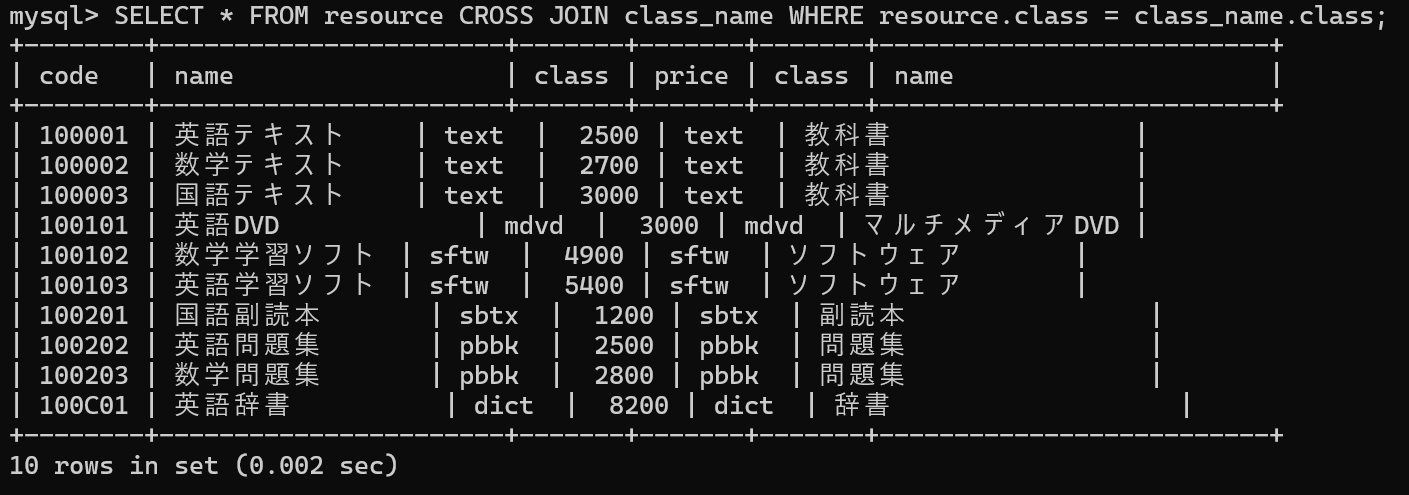 mysql> SELECT * FROM resource CROSS JOIN class_name WHERE resource.class = class_name.class;
+--------+-----------------------+-------+-------+-------+--------------------------+
| code   | name                  | class | price | class | name                     |
+--------+-----------------------+-------+-------+-------+--------------------------+
| 100001 | 英語テキスト     | text  |  2500 | text  | 教科書                |
| 100002 | 数学テキスト     | text  |  2700 | text  | 教科書                |
| 100003 | 国語テキスト     | text  |  3000 | text  | 教科書                |
| 100101 | 英語DVD             | mdvd  |  3000 | mdvd  | マルチメディアDVD |
| 100102 | 数学学習ソフト  | sftw  |  4900 | sftw  | ソフトウェア        |
| 100103 | 英語学習ソフト  | sftw  |  5400 | sftw  | ソフトウェア        |
| 100201 | 国語副読本       | sbtx  |  1200 | sbtx  | 副読本                |
| 100202 | 英語問題集       | pbbk  |  2500 | pbbk  | 問題集                |
| 100203 | 数学問題集       | pbbk  |  2800 | pbbk  | 問題集                |
| 100C01 | 英語辞書          | dict  |  8200 | dict  | 辞書                   |
+--------+-----------------------+-------+-------+-------+--------------------------+
10 rows in set (0.002 sec)